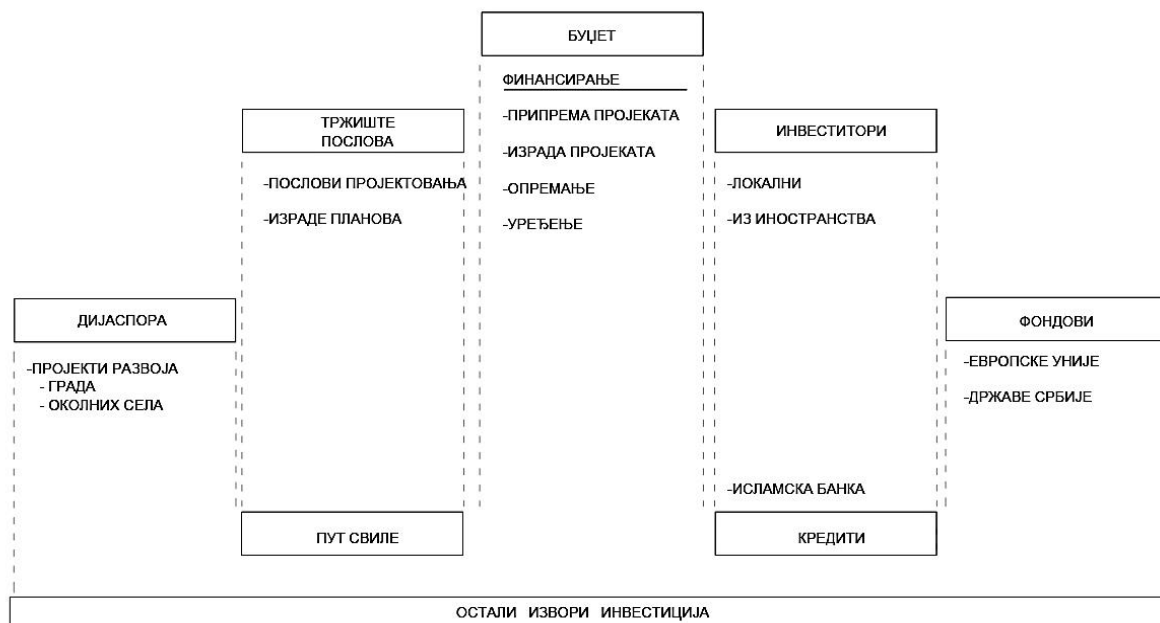 БУЏЕТ
ФИНАНСИРАЊЕ
-ПРИПРЕМА ПРОЈЕКАТА
-ИЗРАДА ПРОЈЕКАТА
-ОПРЕМАЊЕ
-УРЕЂЕЊЕ
ТРЖИШТЕ
ПОСЛОВА
-ПОСЛОВИ ПРОЈЕКТОВАЊА
-ИЗРАДЕ ПЛАНОВА
ИНВЕСТИТОРИ
-ЛОКАЛНИ
-ИЗ ИНОСТРАНСТВА
ДИЈАСПОРА
-ПРОЈЕКТИ РАЗВОЈА
- ГРАДА
- ОКОЛНИХ СЕЛА
ФОНДОВИ
-ЕВРОПСКЕ УНИЈЕ
-ДРЖАВЕ СРБИЈЕ
ПУТ СВИЛЕ
-ИСЛАМСКА БАНКА
КРЕДИТИ
ОСТАЛИ ИЗВОРИ ИНВЕСТИЦИЈА